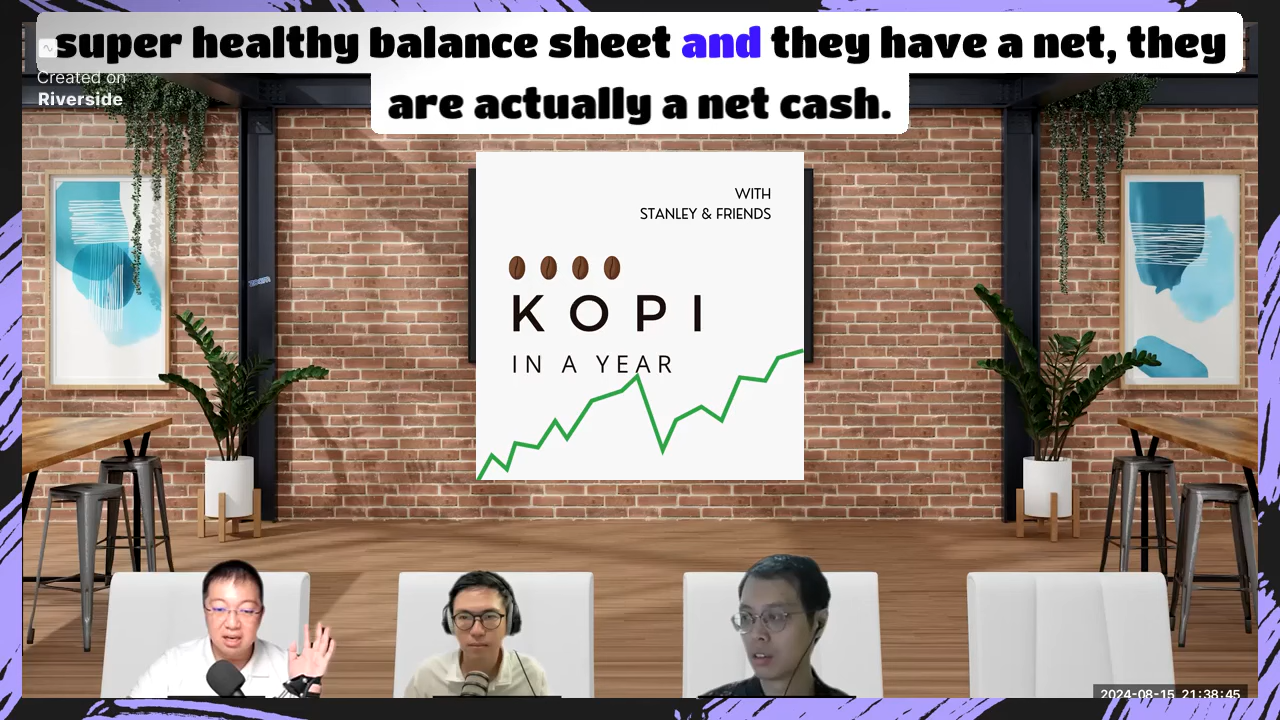 super healthy balance sheet and they have a net, they
are actually a net cash.
Created on
Riverside
WITH
STANLEY & FRIENDS
KOPI
IN A YEAR
2024-08-15 21:38:45